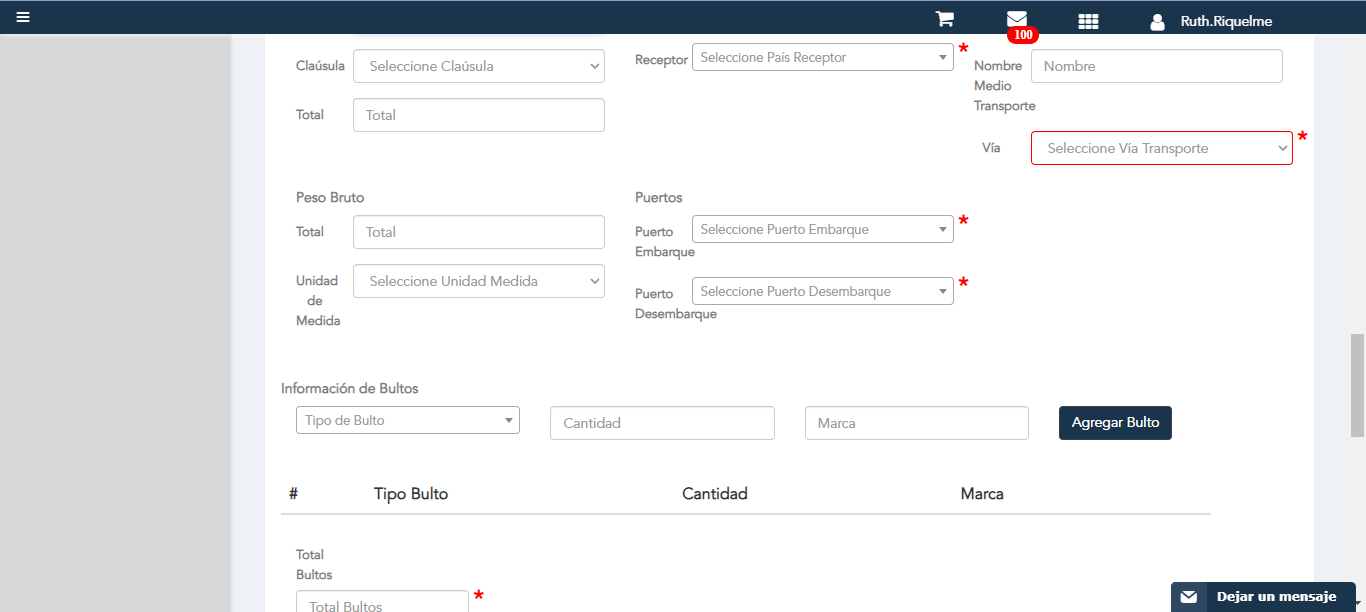 Ruth.Riquelme
100
Claúsula
Seleccione Claúsula
Receptor
Seleccione País Receptor
*
Nombre
Medio
Transporte
Nombre
Total
Total
Vía
Seleccione Vía Transporte
*
Peso Bruto
Puertos
Total
Total
Puerto
Embarque
Seleccione Puerto Embarque
*
Unidad
de
Medida
Seleccione Unidad Medida
Puerto
Desembarque
Seleccione Puerto Desembarque
*
Información de Bultos
Tipo de Bulto
Cantidad
Marca
Agregar Bulto
# Tipo Bulto Cantidad Marca
Total
Bultos
Total Bultos
*
Dejar un mensaje